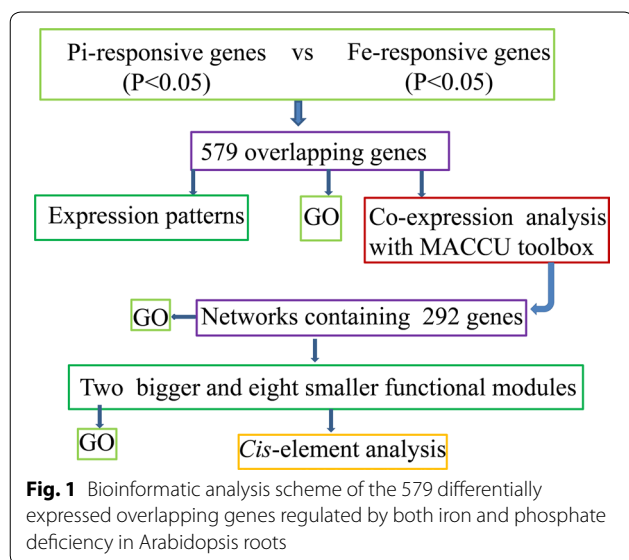 Pi-responsive genes vs Fe-responsive genes
(P<0.05) (P<0.05)
579 overlapping genes
Expression patterns
GO
Co-expression analysis
with MACCU toolbox
GO
Networks containing 292 genes
Two bigger and eight smaller functional modules
GO
Cis-element analysis
Fig. 1 Bioinformatic analysis scheme of the 579 differentially
expressed overlapping genes regulated by both iron and phosphate
deficiency in Arabidopsis roots